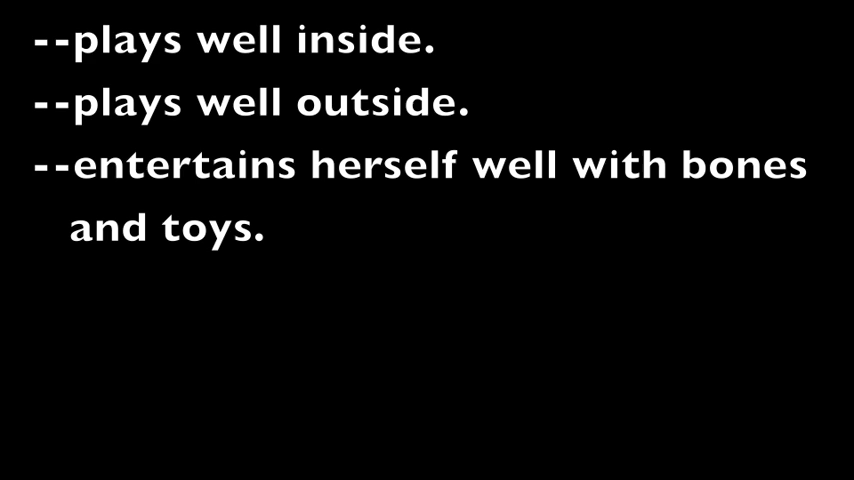 --plays well inside.
--plays well outside.
--entertains herself well with bones
and toys.